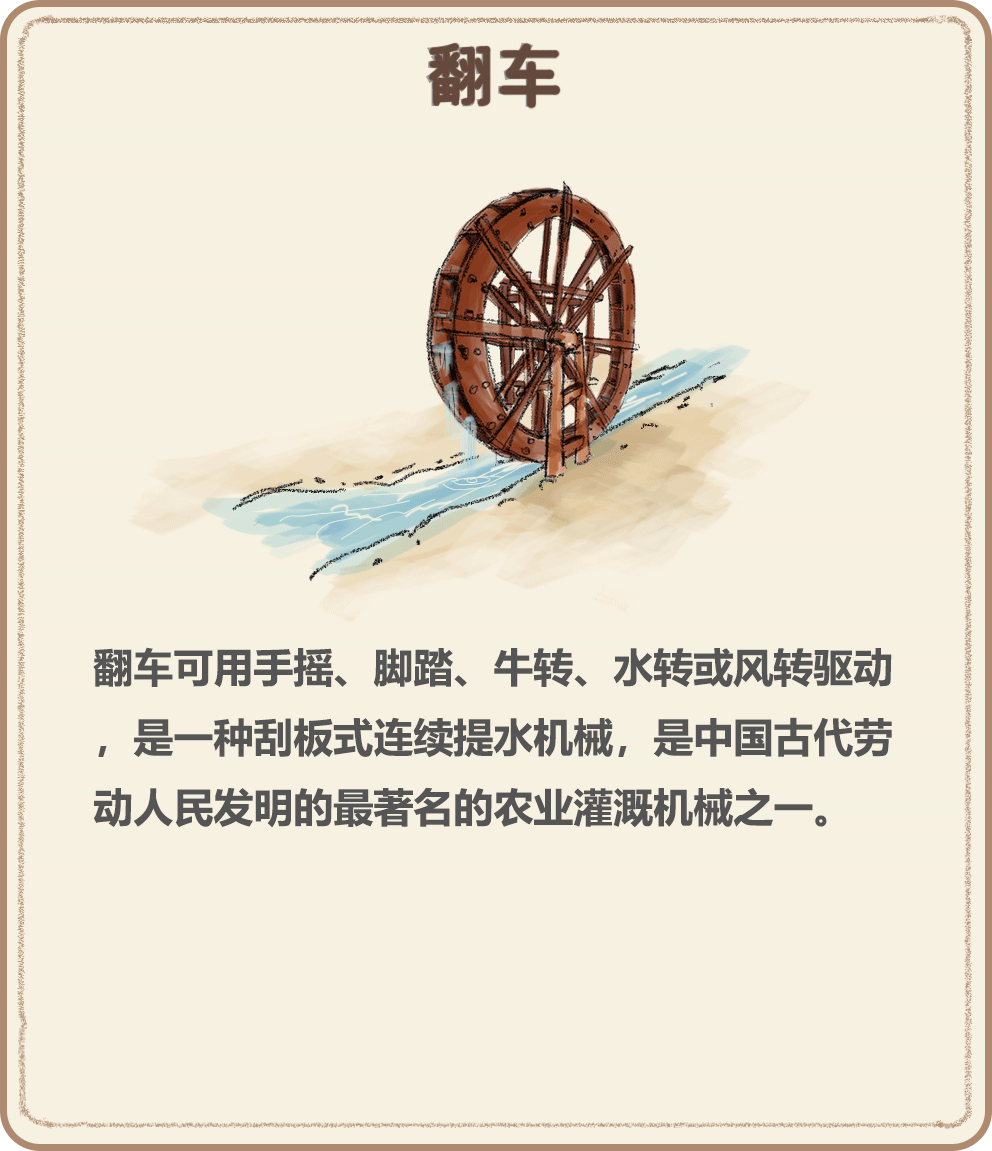 翻车
翻车可用手摇、脚踏、牛转、水转或风转驱动
，是一种刮板式连续提水机械，是中国古代劳
动人民发明的最著名的农业灌溉机械之一。